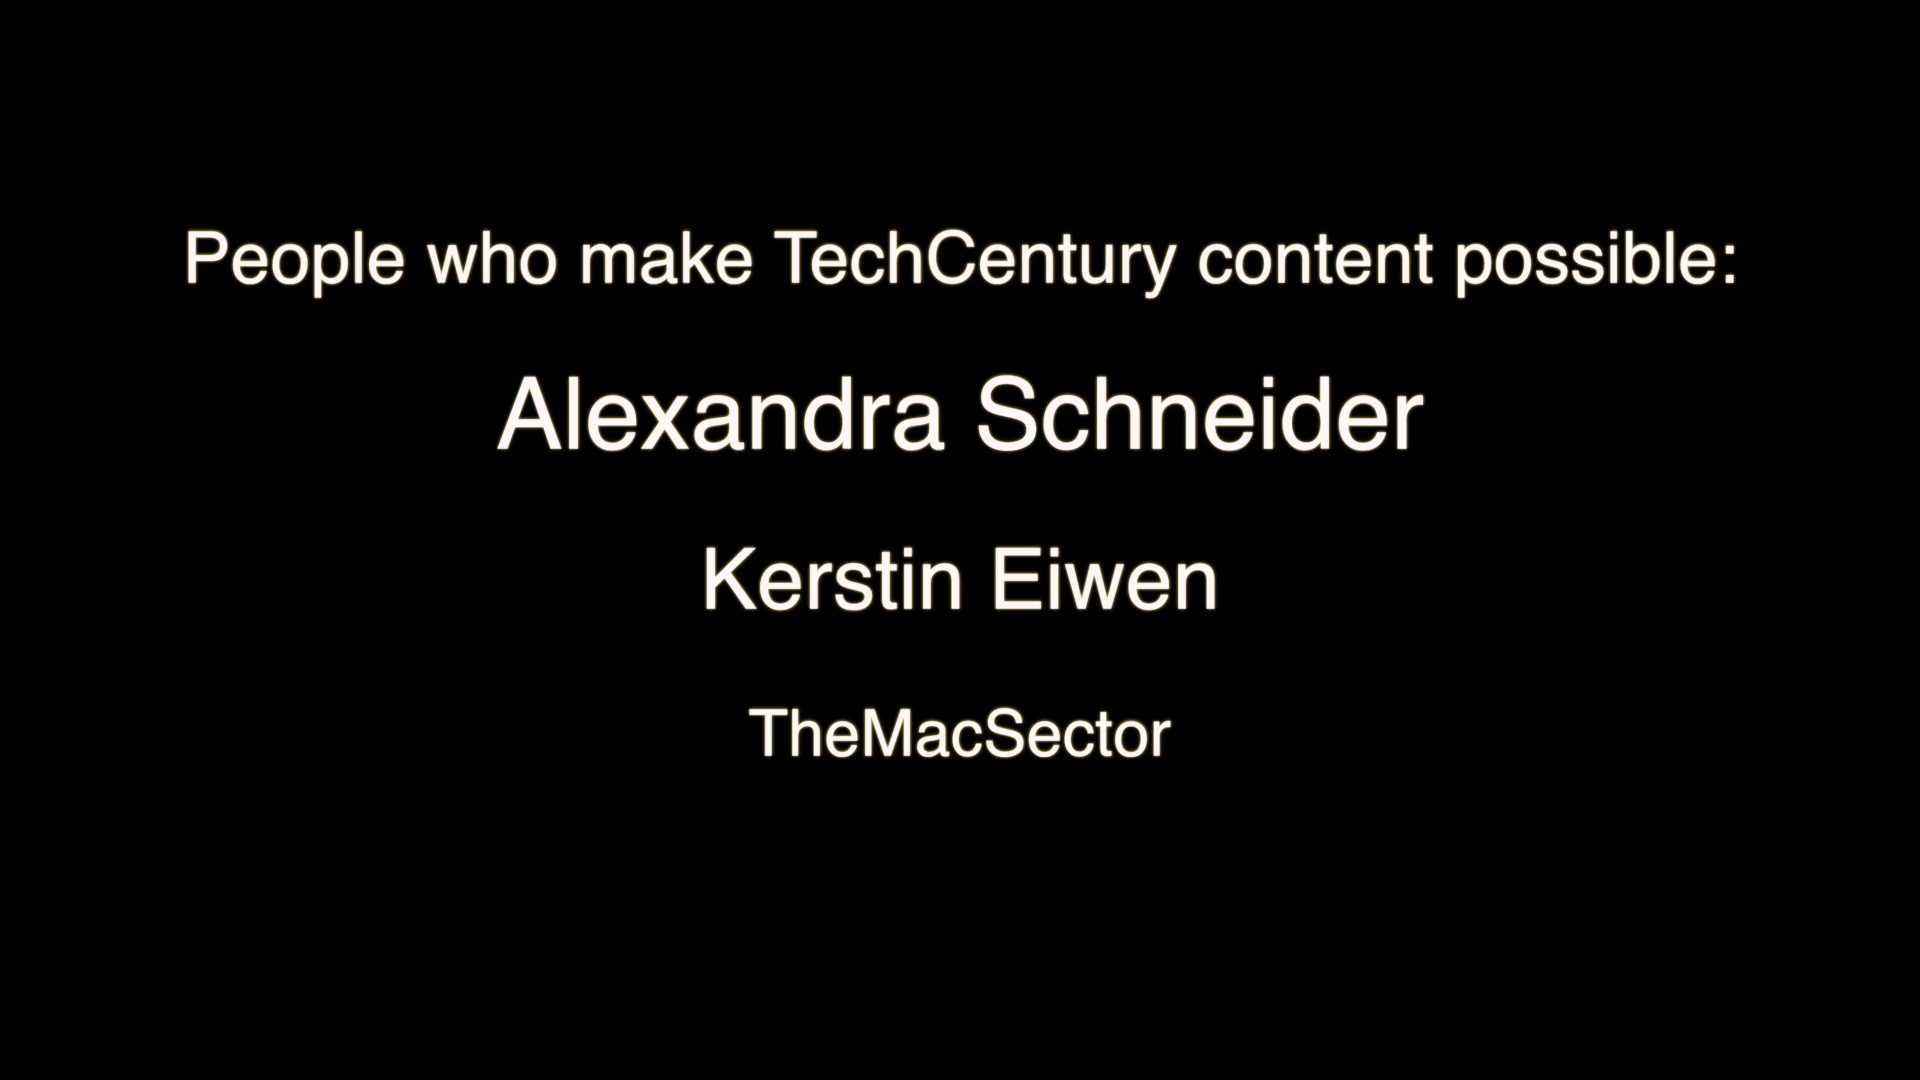 People who make TechCentury content possible:
Alexandra Schneider
Kerstin Eiwen
TheMacSector